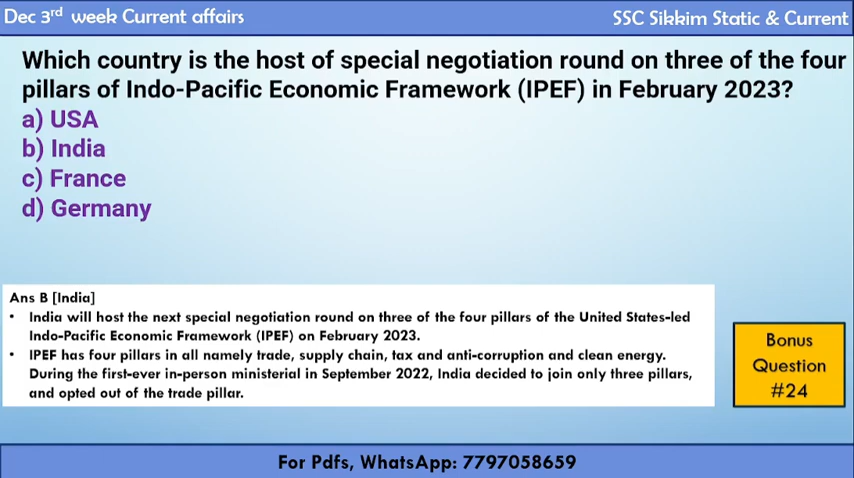 Dec 3rd week Current affairs
SSC Sikkim Static & Current
Which country is the host of special negotiation round on three of the four
pillars of Indo-Pacific Economic Framework (IPEF) in February 2023?
a) USA
b) India
c) France
d) Germany
Ans B [India]
• India will host the next special negotiation round on three of the four pillars of the United States-led
Indo-Pacific Economic Framework (IPEF) on February 2023.
• IPEF has four pillars in all namely trade, supply chain, tax and anti-corruption and clean energy.
During the first-ever in-person ministerial in September 2022, India decided to join only three pillars,
and opted out of the trade pillar.
Bonus
Question
#24
For Pdfs, WhatsApp: 7797058659